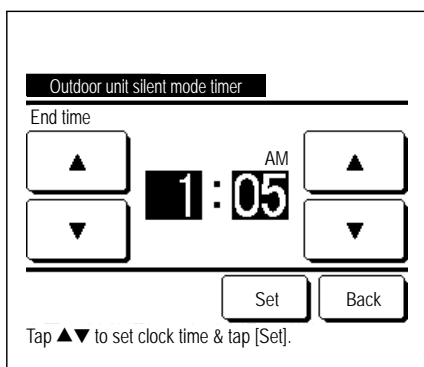 Outdoor unit silent mode timer
End time
▲ AM ▲
1 : 05
▼ ▼
Set Back
Tap ▲▼ to set clock time & tap [Set].